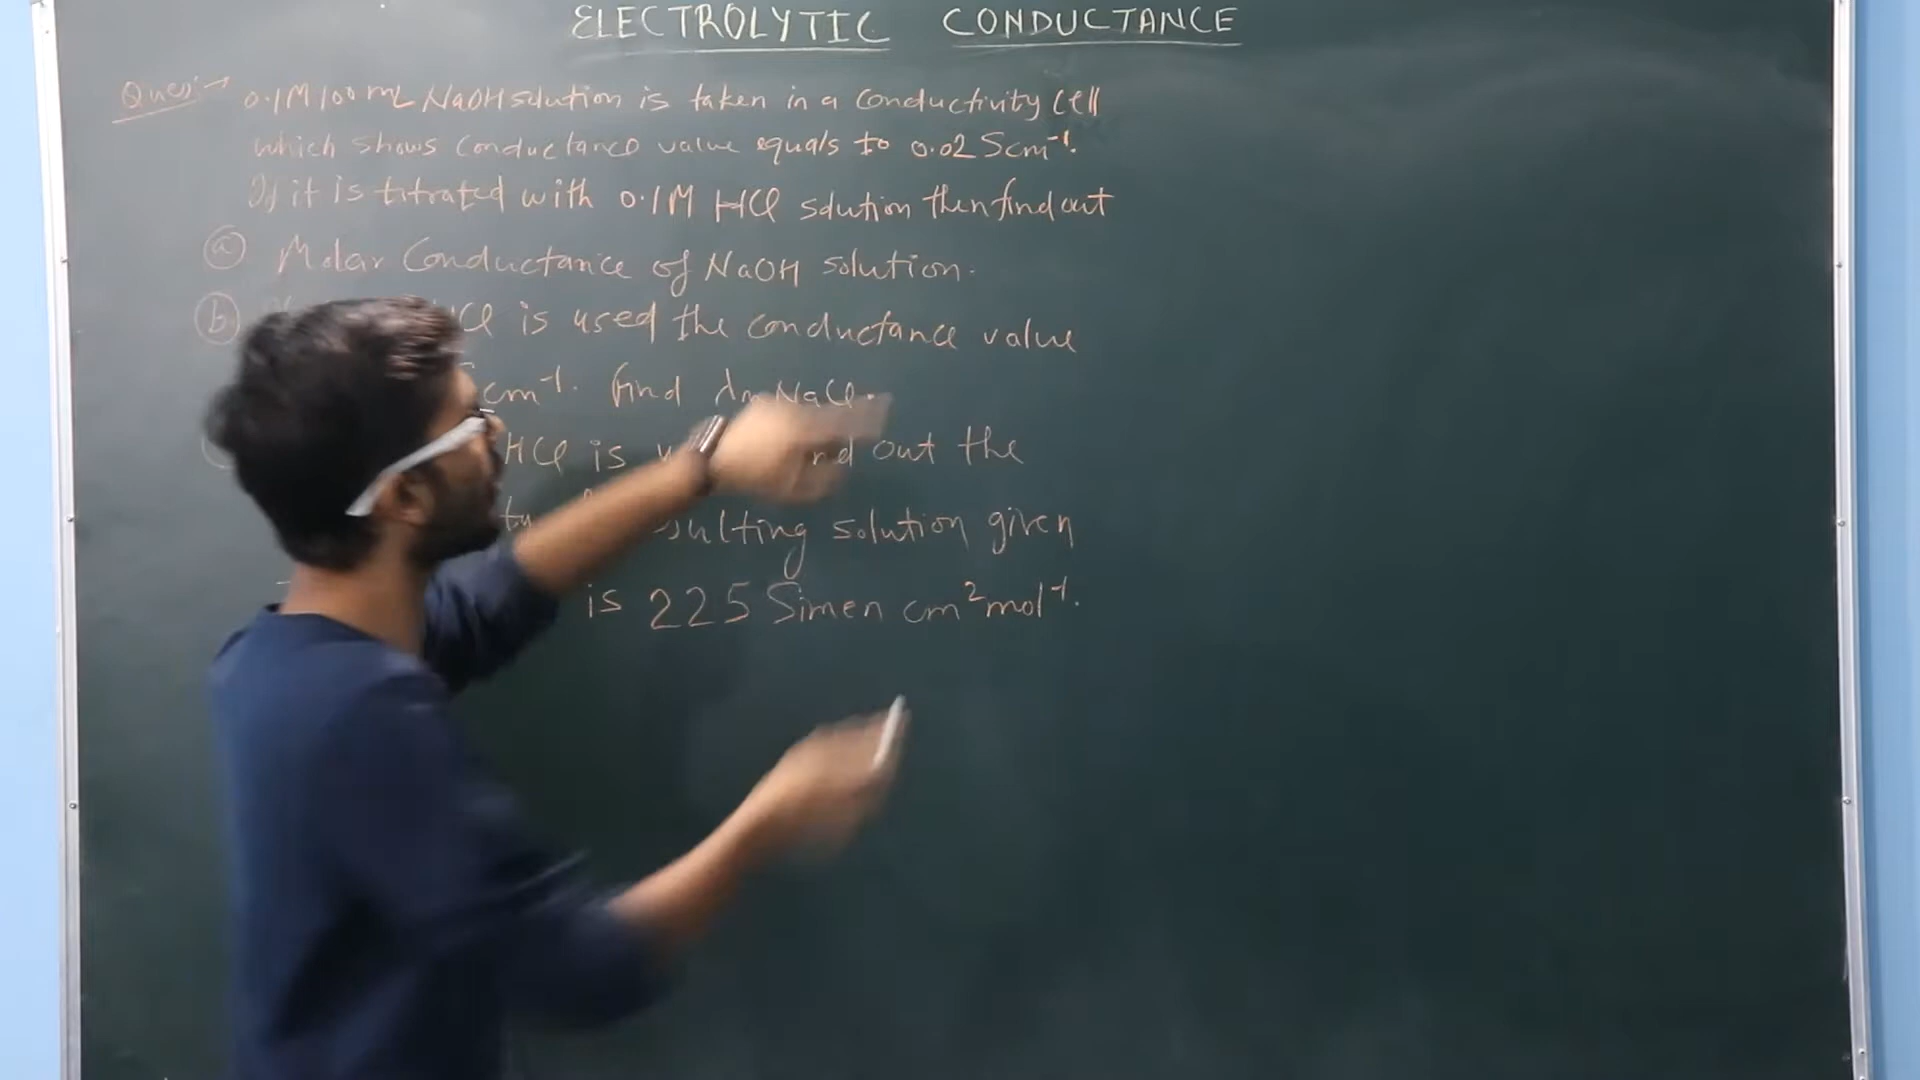 ELECTROLYTIC CONDUCTANCE
Ques:→ 0.1M 100 mL NaOH solution is taken in a conductivity cell
which shows conductance value equals to 0.02 S cm⁻¹.
If it is titrated with 0.1M HCl solution then find out
(a) Molar Conductance of NaOH solution.
(b) HCl is used the conductance value
cm⁻¹. find λm NaCl.
HCl is out the
solution given
is 225 Simen cm² mol⁻¹.